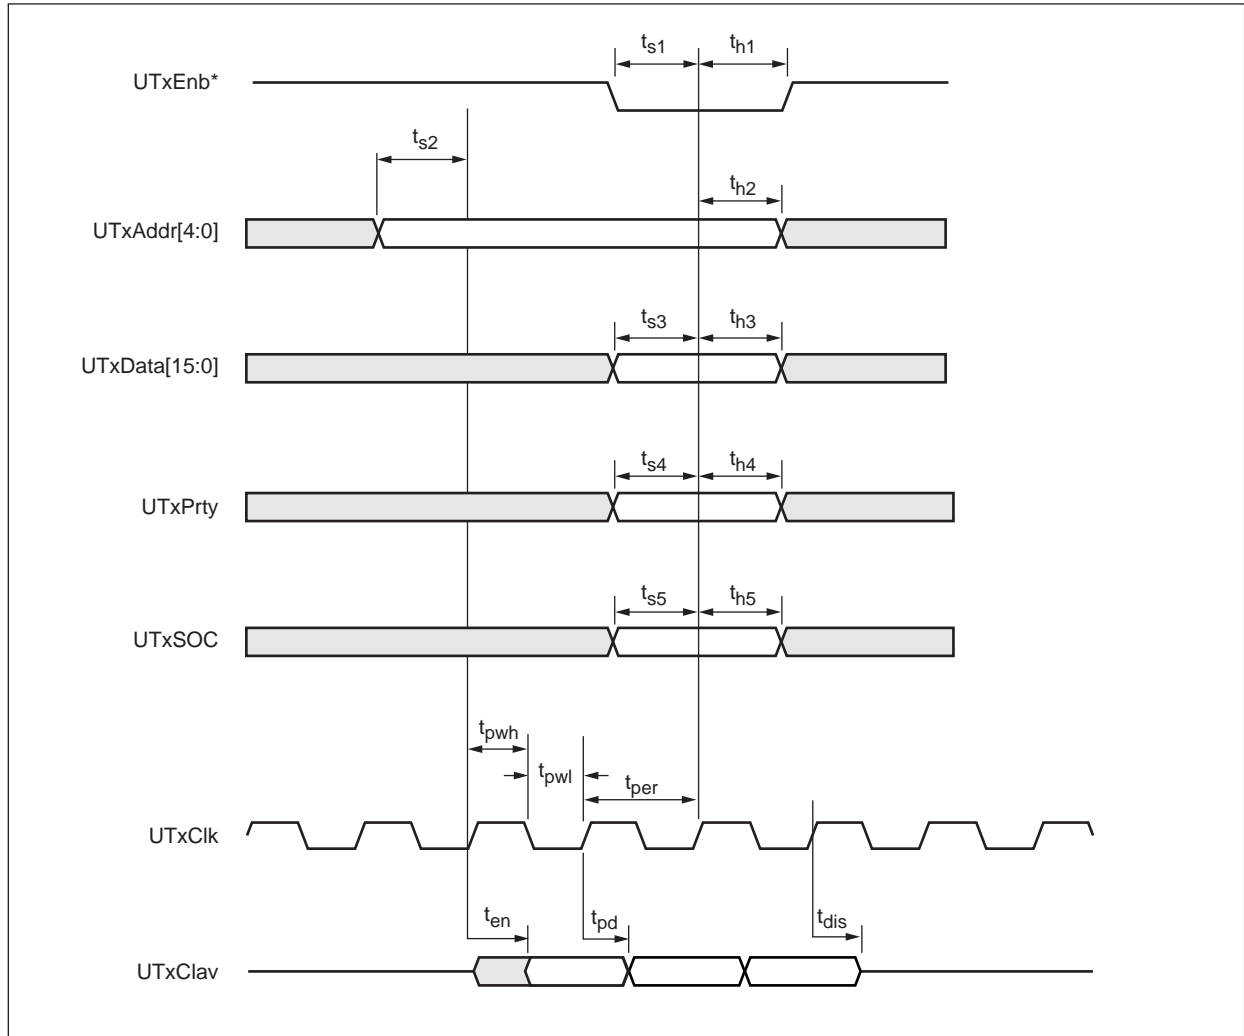 ts1 th1
UTxEnb*
ts2
th2
UTxAddr[4:0]
ts3 th3
UTxData[15:0]
ts4 th4
UTxPrty
ts5 th5
UTxSOC
tpwh
tpwl
tper
UTxClk
ten tpd tdis
UTxClav